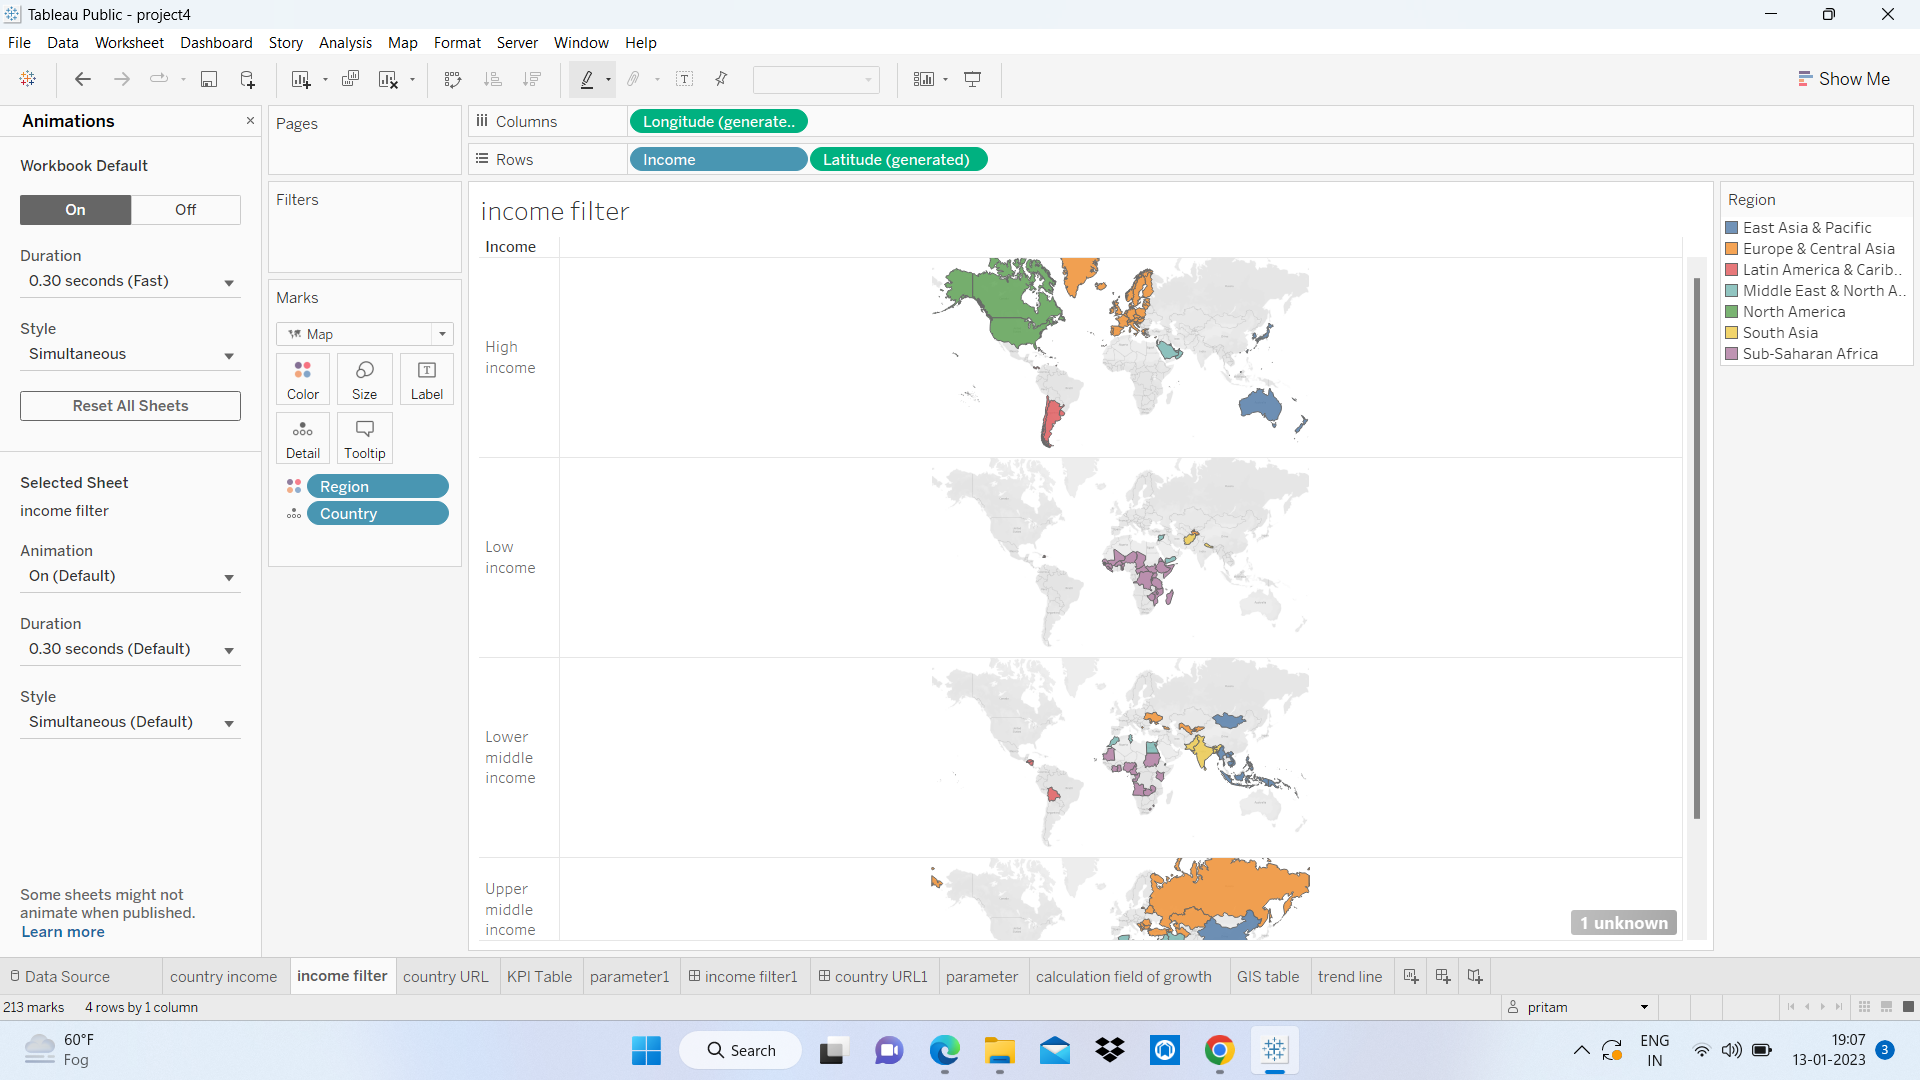 Tableau Public - project4
File Data Worksheet Dashboard Story Analysis Map Format Server Window Help
Show Me
Animations
Workbook Default
On Off
Duration
0.30 seconds (Fast)
Style
Simultaneous
Reset All Sheets
Selected Sheet
income filter
Animation
On (Default)
Duration
0.30 seconds (Default)
Style
Simultaneous (Default)
Some sheets might not
animate when published.
Learn more
Pages
Filters
Marks
Map
Color Size Label
Detail Tooltip
Region
Country
Columns Longitude (generate..
Rows Income Latitude (generated)
income filter
Income
High
income
Low
income
Lower
middle
income
Upper
middle
income
1 unknown
Region
East Asia & Pacific
Europe & Central Asia
Latin America & Carib..
Middle East & North A..
North America
South Asia
Sub-Saharan Africa
Data Source country income income filter country URL KPI Table parameter1 income filter1 country URL1 parameter calculation field of growth GIS table trend line
213 marks 4 rows by 1 column pritam
60°F
Fog
Search
ENG
IN
19:07
13-01-2023
3